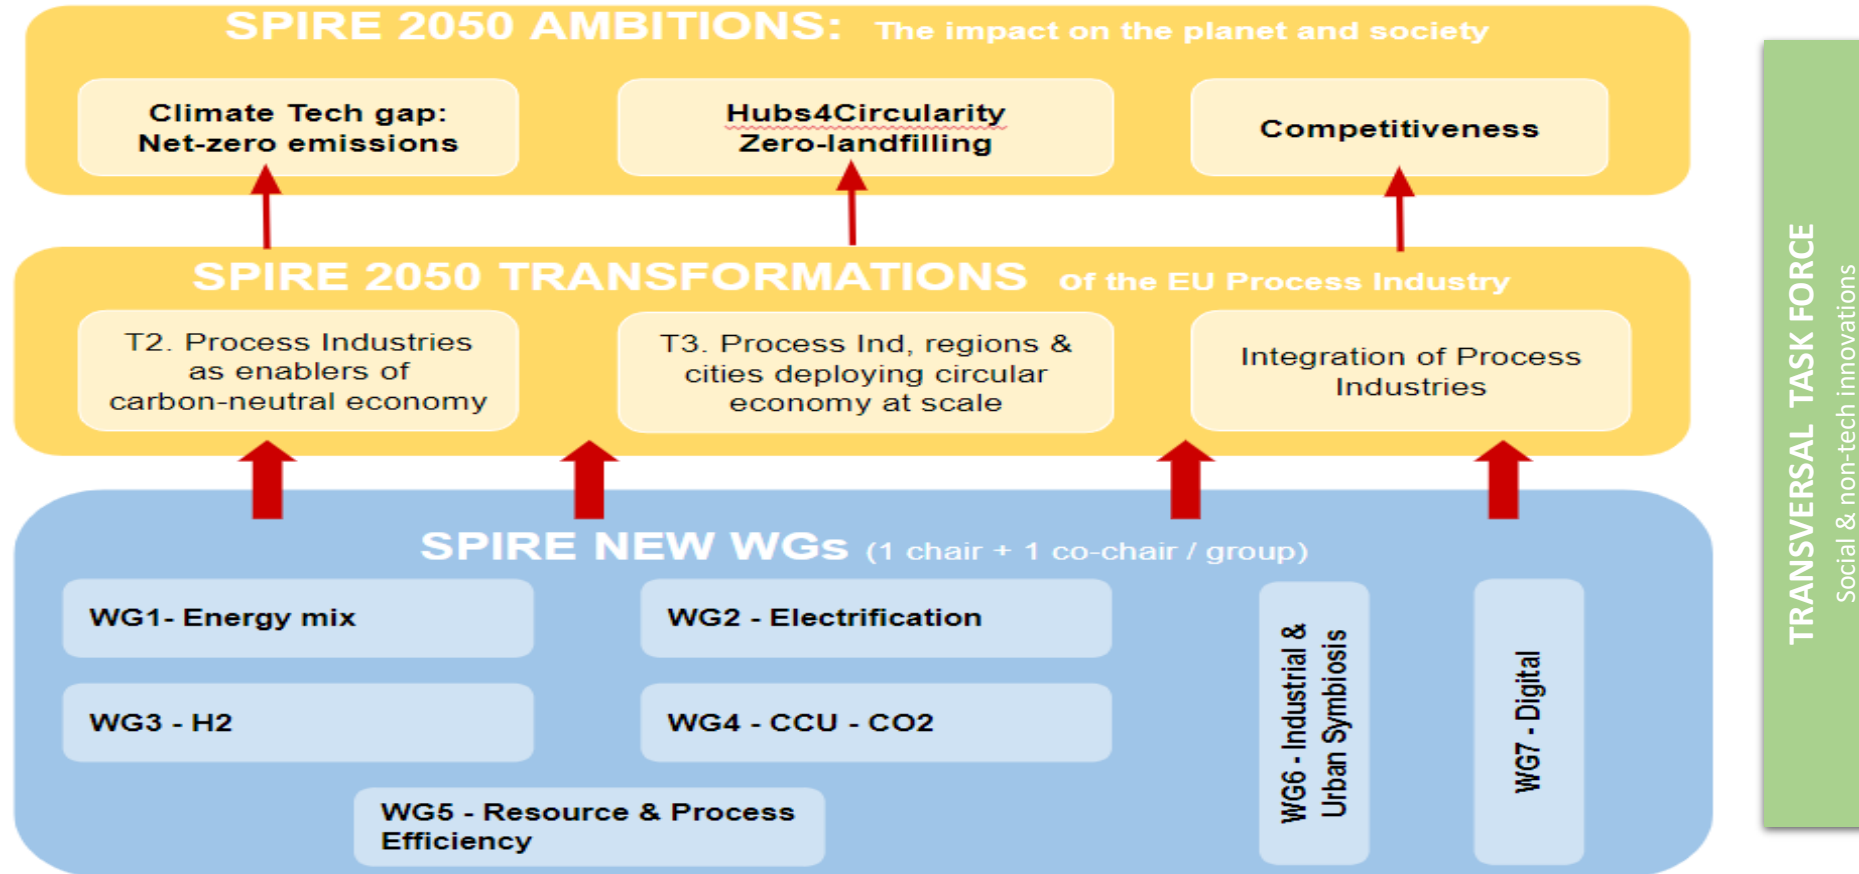 SPIRE 2050 AMBITIONS: The impact on the planet and society
Climate Tech gap:
Net-zero emissions
Hubs4Circularity
Zero-landfilling
Competitiveness
SPIRE 2050 TRANSFORMATIONS of the EU Process Industry
T2. Process Industries
as enablers of
carbon-neutral economy
T3. Process Ind, regions &
cities deploying circular
economy at scale
Integration of Process
Industries
SPIRE NEW WGs (1 chair + 1 co-chair / group)
WG1- Energy mix
WG2 - Electrification
WG3 - H2
WG4 - CCU - CO2
WG5 - Resource & Process
Efficiency
WG6 - Industrial &
Urban Symbiosis
WG7 - Digital
TRANSVERSAL TASK FORCE
Social & non-tech innovations